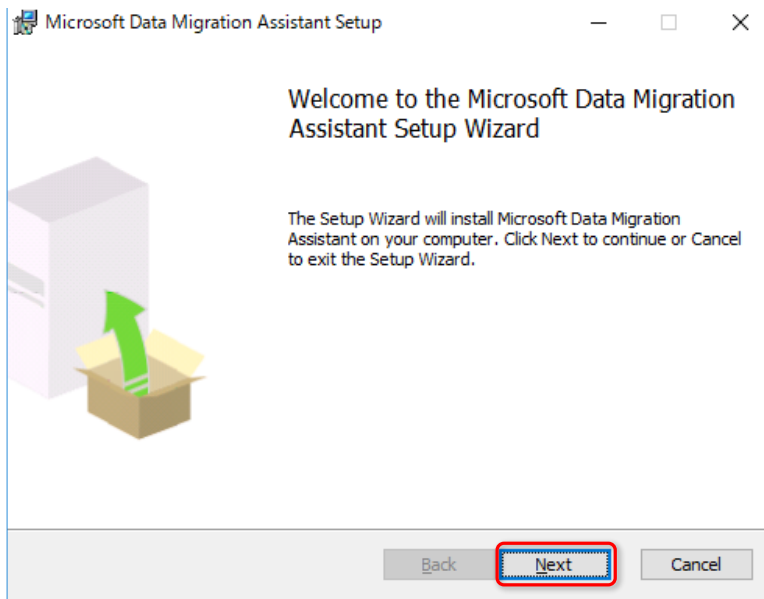 Microsoft Data Migration Assistant Setup
Welcome to the Microsoft Data Migration
Assistant Setup Wizard
The Setup Wizard will install Microsoft Data Migration
Assistant on your computer. Click Next to continue or Cancel
to exit the Setup Wizard.
Back Next Cancel